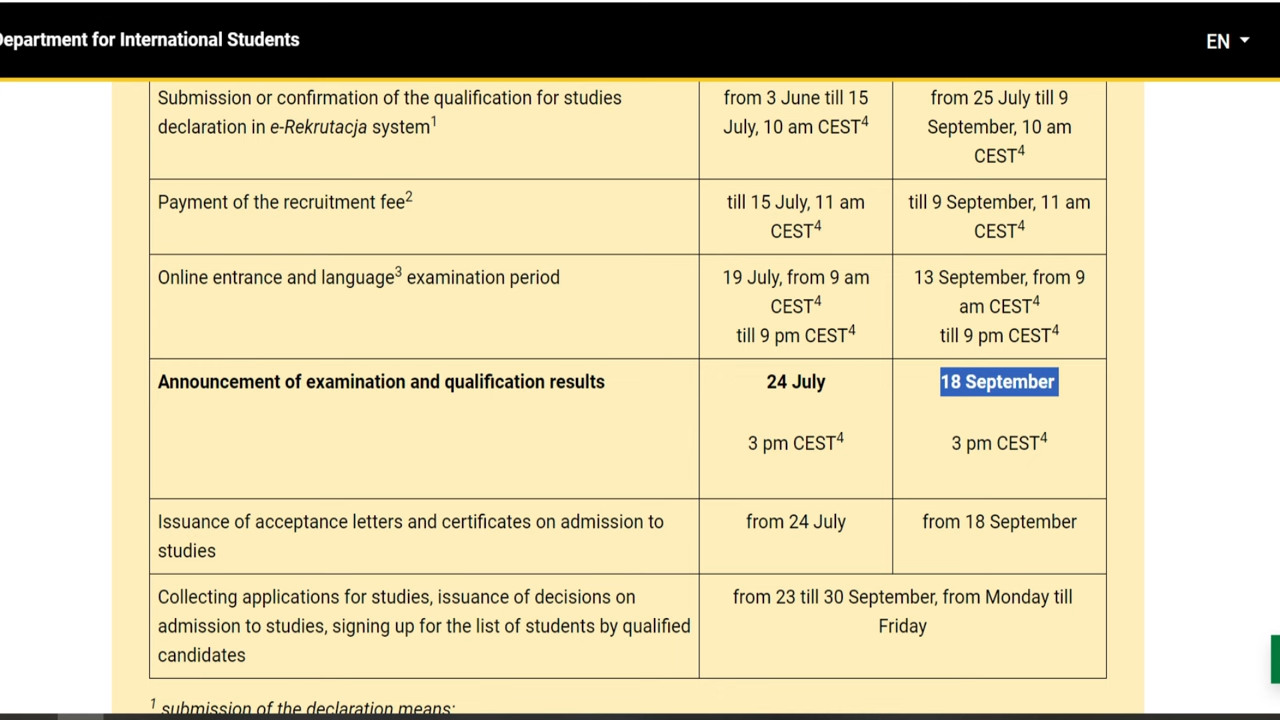 Department for International Students
EN
Submission or confirmation of the qualification for studies
declaration in e-Rekrutacja system1
from 3 June till 15
July, 10 am CEST4
from 25 July till 9
September, 10 am
CEST4
Payment of the recruitment fee2
till 15 July, 11 am
CEST4
till 9 September, 11 am
CEST4
Online entrance and language3 examination period
19 July, from 9 am
CEST4
till 9 pm CEST4
13 September, from 9
am CEST4
till 9 pm CEST4
Announcement of examination and qualification results
24 July
3 pm CEST4
18 September
3 pm CEST4
Issuance of acceptance letters and certificates on admission to
studies
from 24 July
from 18 September
Collecting applications for studies, issuance of decisions on
admission to studies, signing up for the list of students by qualified
candidates
from 23 till 30 September, from Monday till
Friday
1 submission of the declaration means: